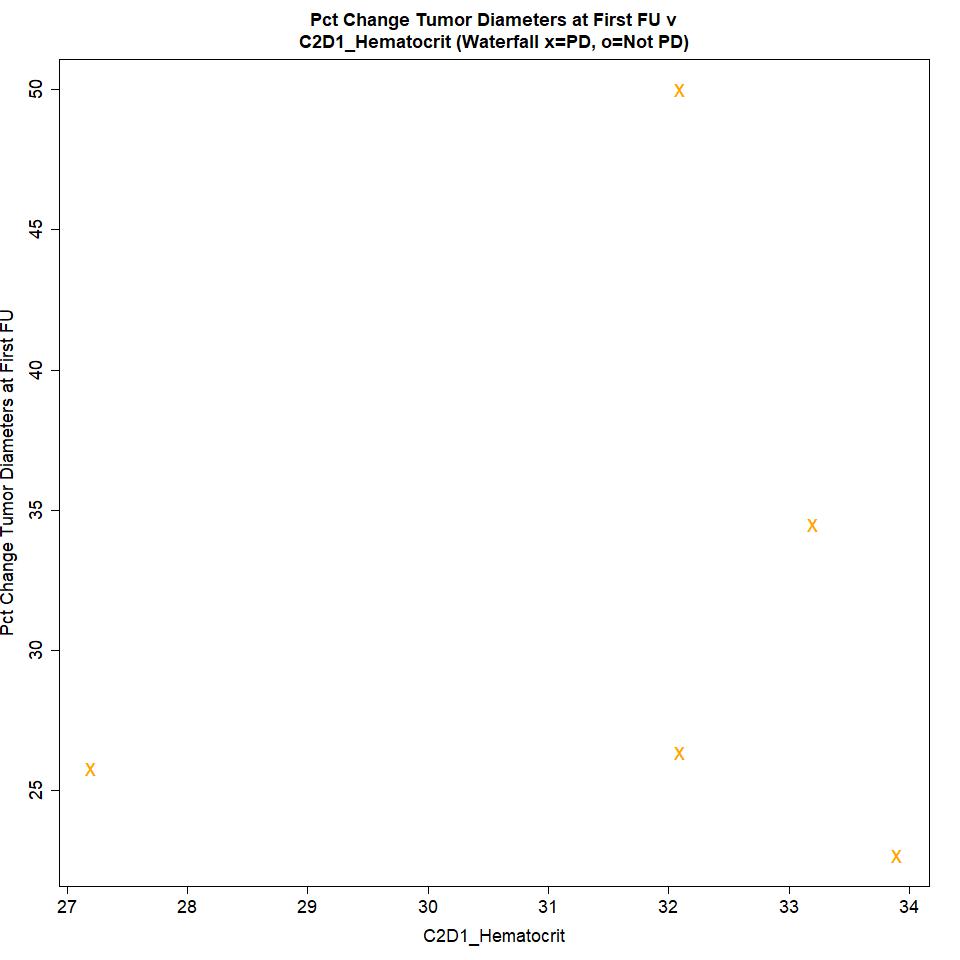 Pct Change Tumor Diameters at First FU v
C2D1_Hematocrit (Waterfall x=PD, o=Not PD)
Pct Change Tumor Diameters at First FU
50
45
40
35
30
25
X
X
X
X
X
27 28 29 30 31 32 33 34
C2D1_Hematocrit